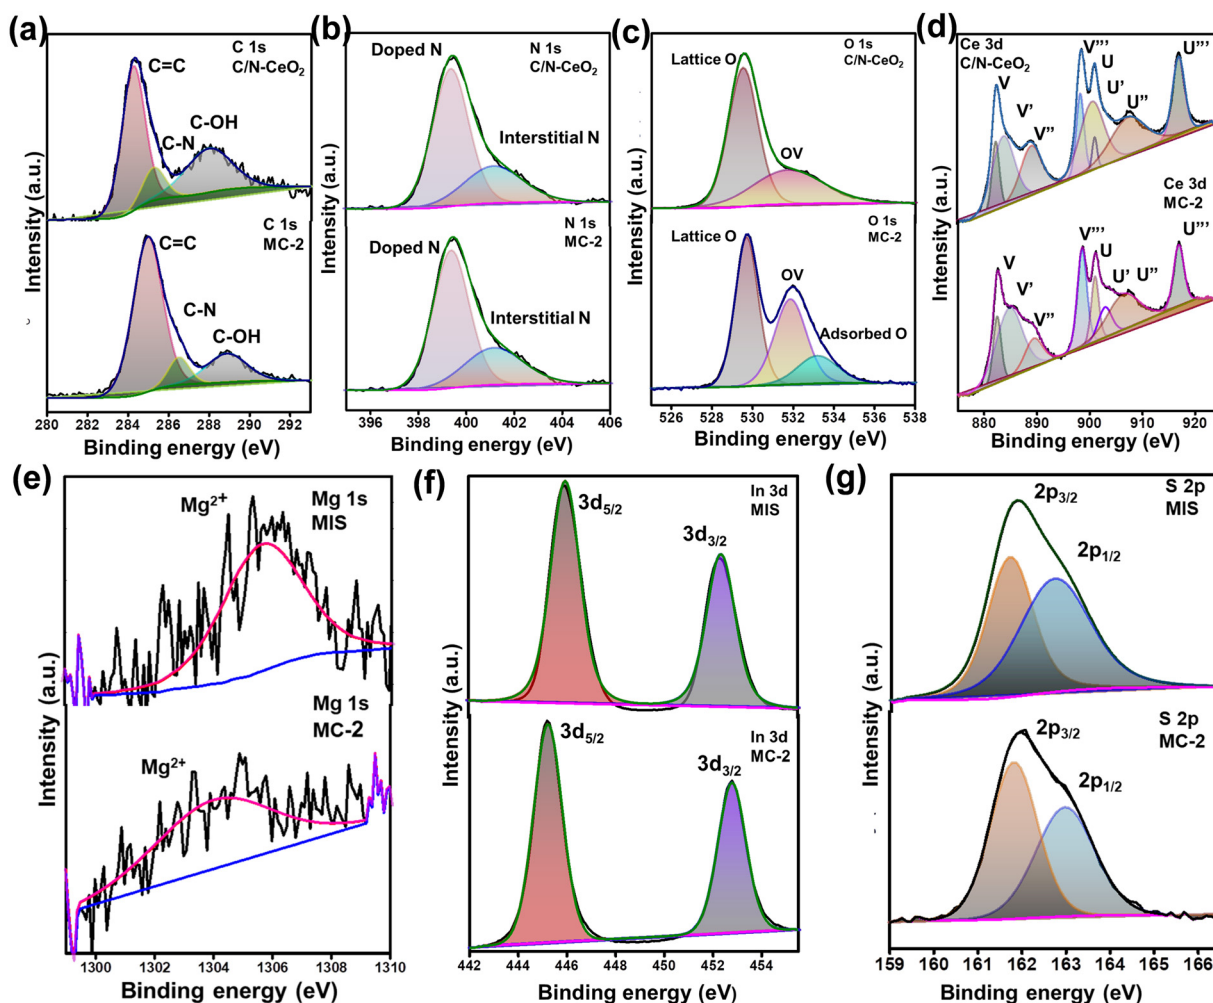 (a)
C 1s
C/N-CeO₂
C=C
C-N
C-OH
C 1s
MC-2
C=C
C-N
C-OH
Intensity (a.u.)
280 282 284 286 288 290 292
Binding energy (eV)
(b)
Doped N
N 1s
C/N-CeO₂
Interstitial N
N 1s
MC-2
Doped N
Interstitial N
Intensity (a.u.)
396 398 400 402 404 406
Binding energy (eV)
(c)
Lattice O
O 1s
C/N-CeO₂
OV
O 1s
MC-2
Lattice O
OV
Adsorbed O
Intensity (a.u.)
526 528 530 532 534 536 538
Binding energy (eV)
(d)
Ce 3d
C/N-CeO₂
V
V'
V''
V'''
U
U'
U''
U'''
Ce 3d
MC-2
V
V'
V''
V'''
U
U'
U''
U'''
Intensity (a.u.)
880 890 900 910 920
Binding energy (eV)
(e)
Mg²⁺
Mg 1s
MIS
Mg 1s
MC-2
Mg²⁺
Intensity (a.u.)
1300 1302 1304 1306 1308 1310
Binding energy (eV)
(f)
In 3d
MIS
3d₅/₂
3d₃/₂
In 3d
MC-2
3d₅/₂
3d₃/₂
Intensity (a.u.)
442 444 446 448 450 452 454
Binding energy (eV)
(g)
S 2p
MIS
2p₃/₂
2p₁/₂
S 2p
MC-2
2p₃/₂
2p₁/₂
Intensity (a.u.)
159 160 161 162 163 164 165 166
Binding energy (eV)